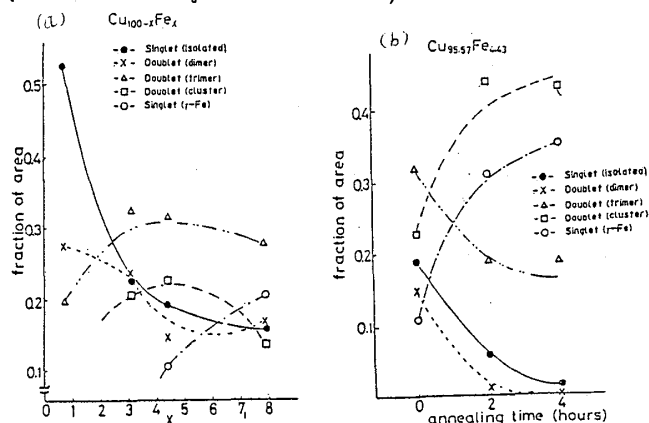 (a) Cu100-XFeX
Singlet (isolated)
Doublet (dimer)
Doublet (trimer)
Doublet (cluster)
Singlet (γ-Fe)
fraction of area
0.5
0.4
0.3
0.2
0.1
0 1 2 3 4 5 6 7 8
X
(b) Cu95.57Fe4.43
Singlet (isolated)
Doublet (dimer)
Doublet (trimer)
Doublet (cluster)
Singlet (γ-Fe)
fraction of area
0.4
0.3
0.2
0.1
0 2 4
annealing time (hours)